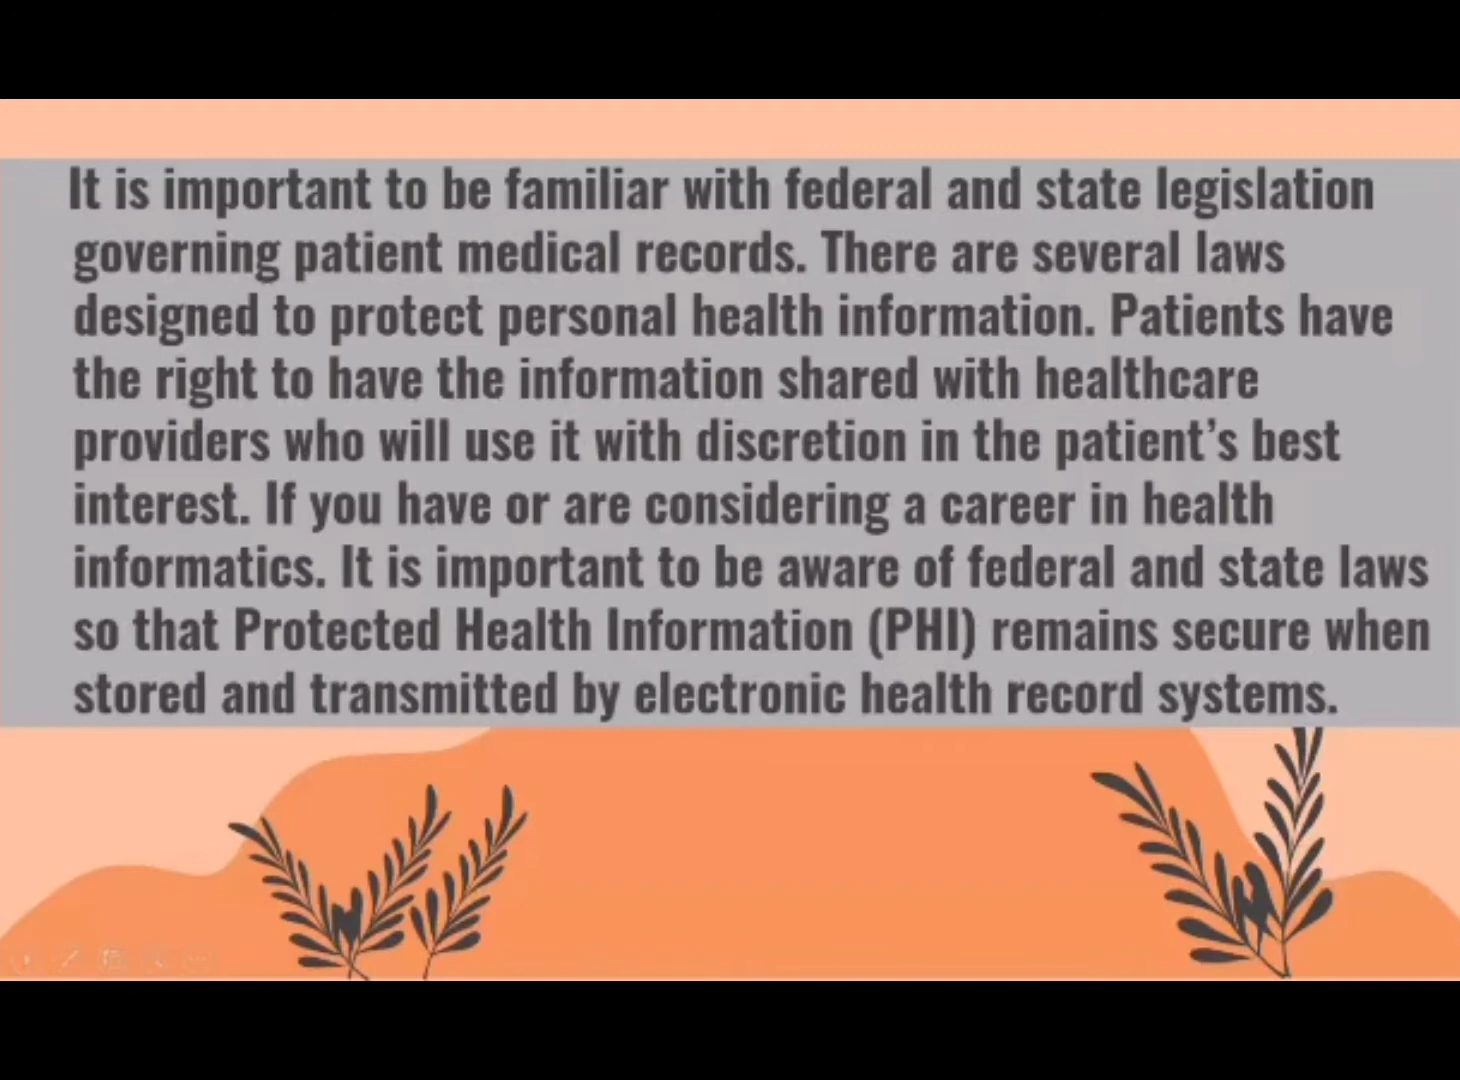 It is important to be familiar with federal and state legislation
governing patient medical records. There are several laws
designed to protect personal health information. Patients have
the right to have the information shared with healthcare
providers who will use it with discretion in the patient’s best
interest. If you have or are considering a career in health
informatics. It is important to be aware of federal and state laws
so that Protected Health Information (PHI) remains secure when
stored and transmitted by electronic health record systems.